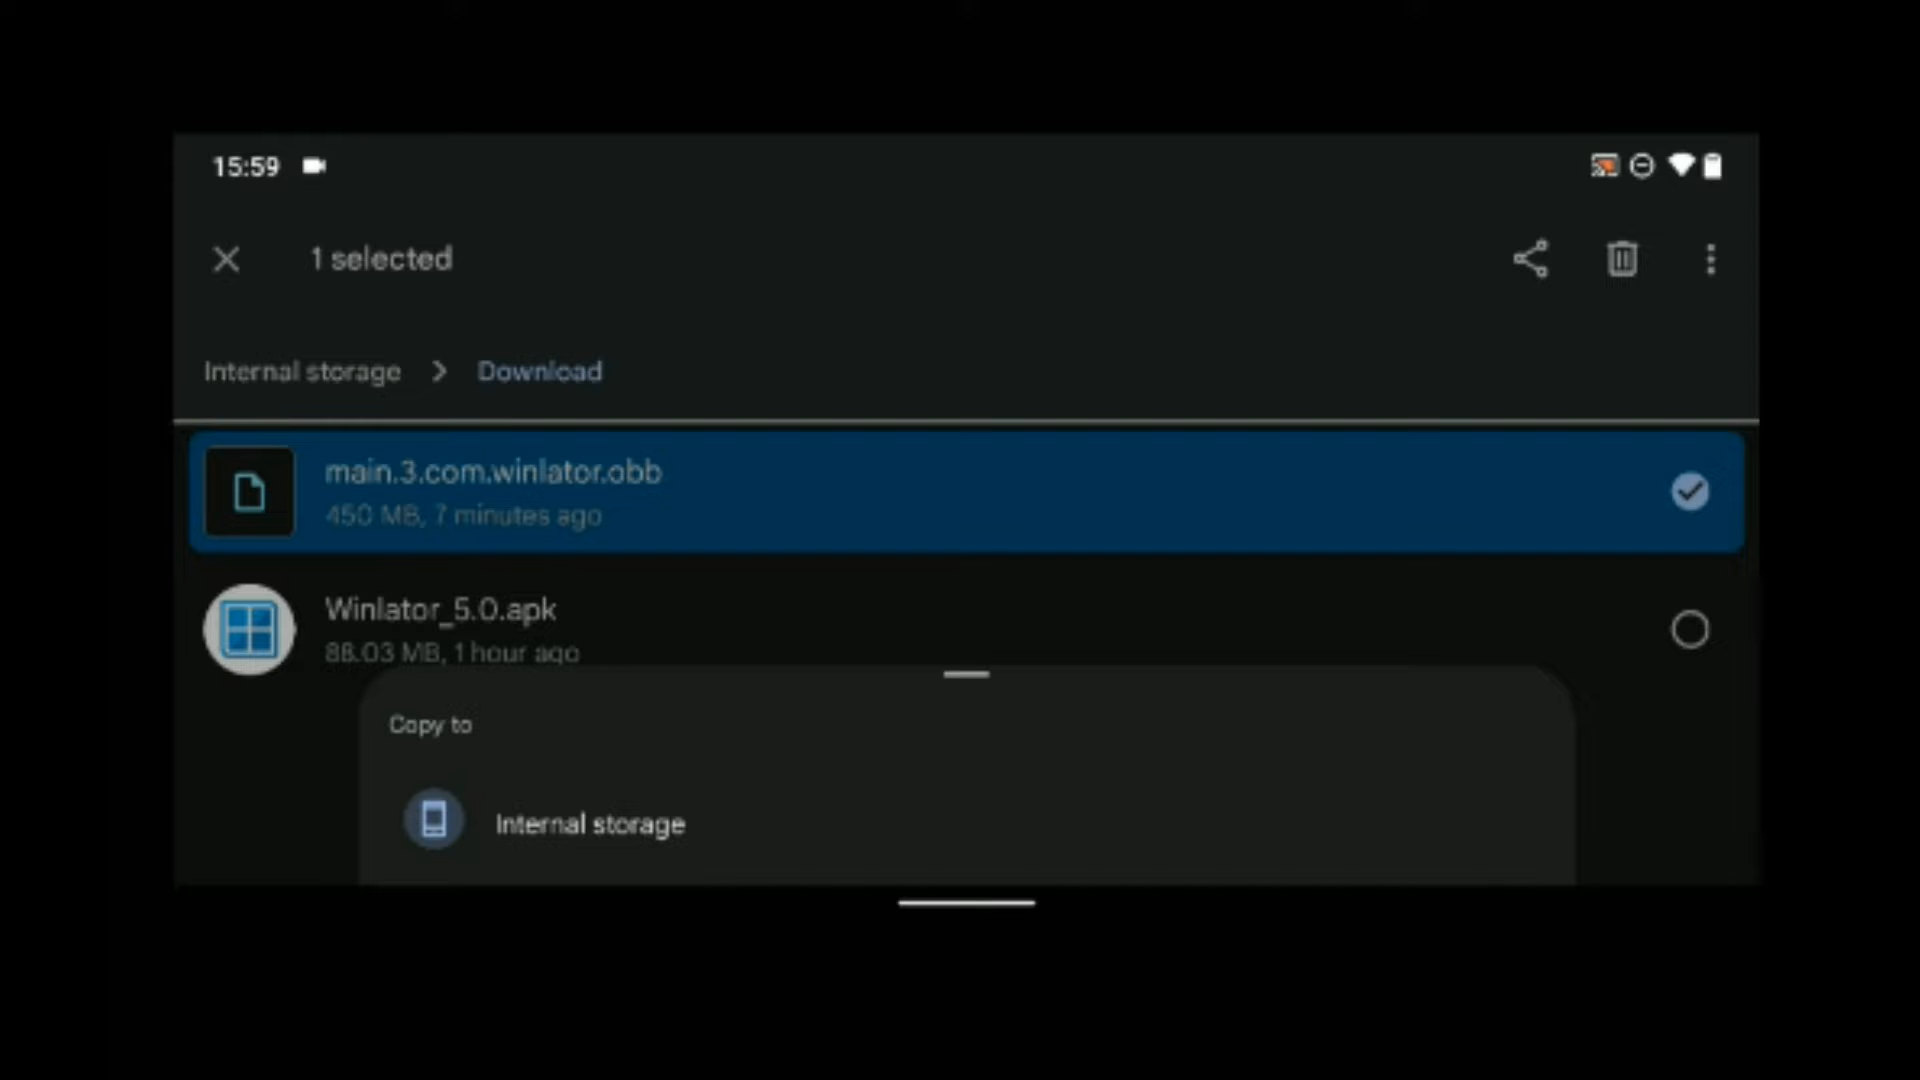 15:59
1 selected
Internal storage > Download
main.3.com.winlator.obb
450 MB, 7 minutes ago
Winlator_5.0.apk
88.03 MB, 1 hour ago
Copy to
Internal storage